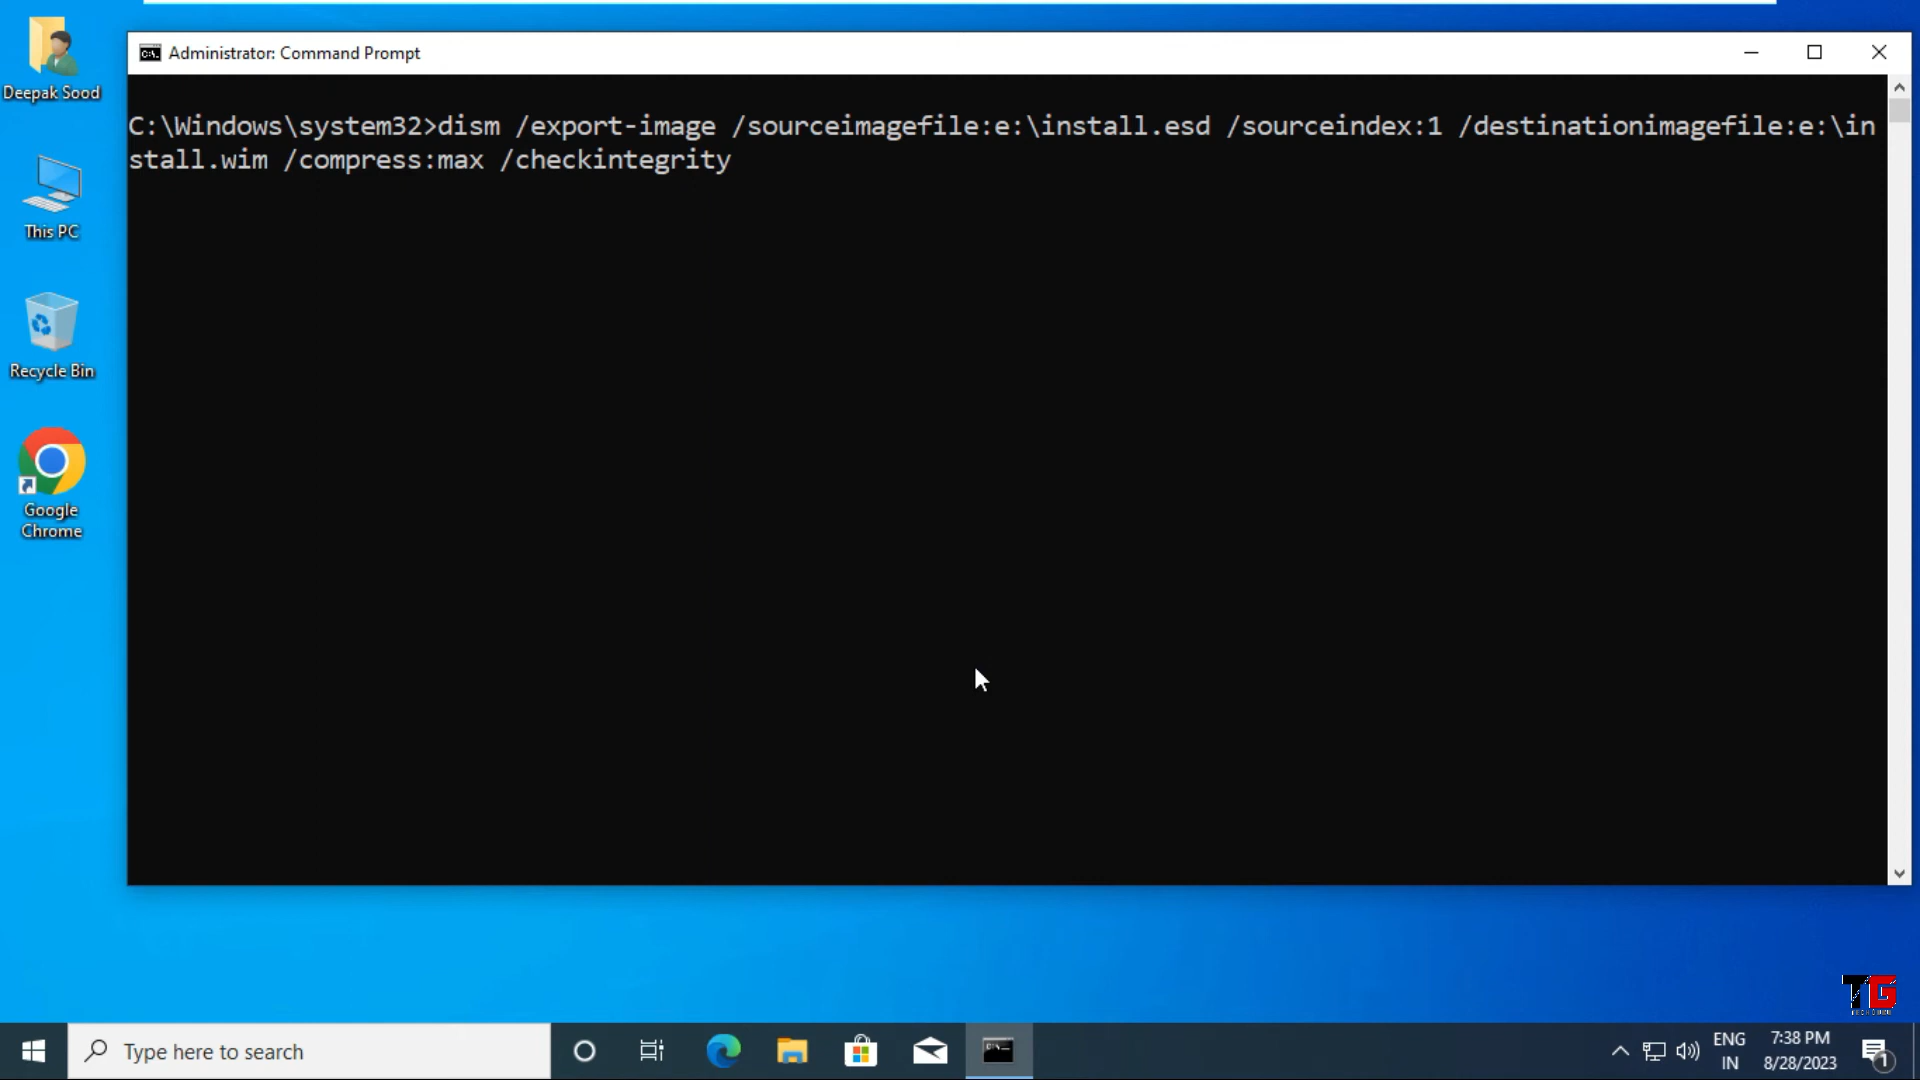 Administrator: Command Prompt
C:\Windows\system32>dism /export-image /sourceimagefile:e:\install.esd /sourceindex:1 /destinationimagefile:e:\in
stall.wim /compress:max /checkintegrity
Deepak Sood
This PC
Recycle Bin
Google
Chrome
TG
Type here to search
ENG
IN
7:38 PM
8/28/2023
1